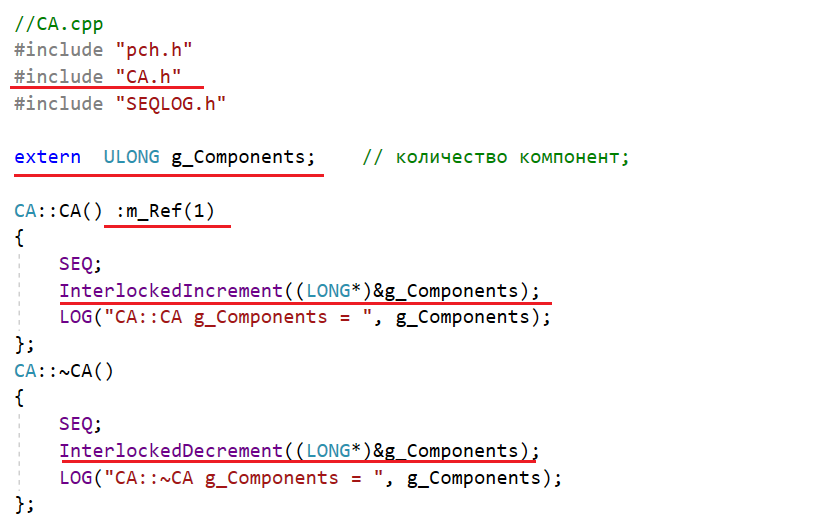 //CA.cpp
#include "pch.h"
#include "CA.h"
#include "SEQLOG.h"
extern  ULONG g_Components;    // количество компонент;
CA::CA() :m_Ref(1)
{
    SEQ;
    InterlockedIncrement((LONG*)&g_Components);
    LOG("CA::CA g_Components = ", g_Components);
};
CA::~CA()
{
    SEQ;
    InterlockedDecrement((LONG*)&g_Components);
    LOG("CA::~CA g_Components = ", g_Components);
};